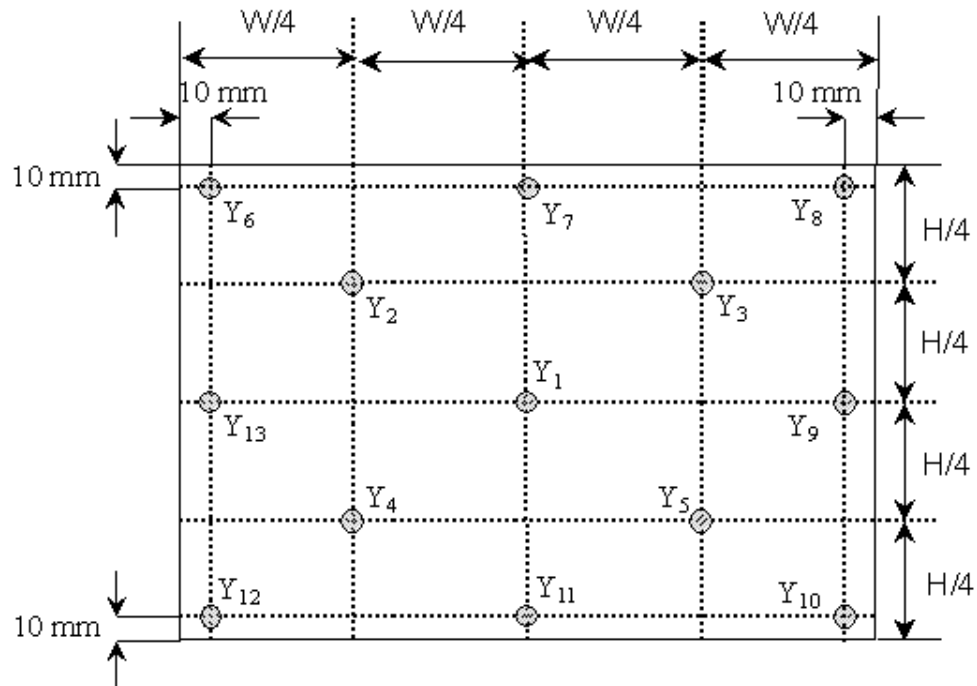 W/4 W/4 W/4 W/4
10 mm 10 mm
10 mm
Y₆ Y₇ Y₈
H/4
Y₂ Y₃
H/4
Y₁
Y₁₃ Y₉
H/4
Y₄ Y₅
H/4
Y₁₂ Y₁₁ Y₁₀
10 mm